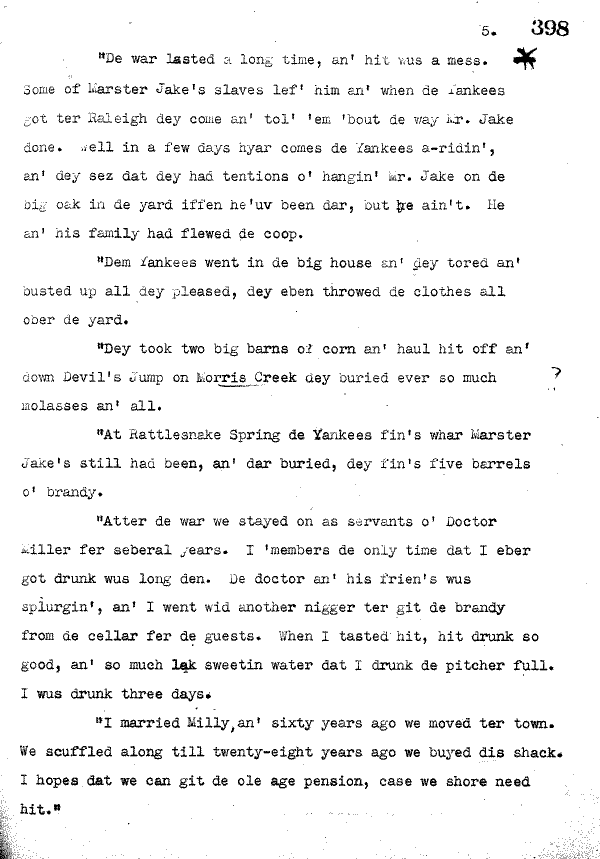 5. 398
"De war lasted a long time, an' hit wus a mess.
Some of Marster Jake's slaves lef' him an' when de Yankees
got ter Raleigh dey come an' tol' 'em 'bout de way Mr. Jake
done. Well in a few days hyar comes de Yankees a-ridin',
an' dey sez dat dey had tentions o' hangin' Mr. Jake on de
big oak in de yard iffen he'uv been dar, but he ain't. He
an' his family had flewed de coop.
"Dem Yankees went in de big house an' dey tored an'
busted up all dey pleased, dey eben throwed de clothes all
ober de yard.
"Dey took two big barns of corn an' haul hit off an'
down Devil's Jump on Morris Creek dey buried ever so much ?
molasses an' all.
"At Rattlesnake Spring de Yankees fin's whar Marster
Jake's still had been, an' dar buried, dey fin's five barrels
o' brandy.
"Atter de war we stayed on as servants o' Doctor
Miller fer seberal years. I 'members de only time dat I eber
got drunk wus long den. De doctor an' his frien's wus
splurgin', an' I went wid another nigger ter git de brandy
from de cellar fer de guests. When I tasted hit, hit drunk so
good, an' so much lak sweetin water dat I drunk de pitcher full.
I wus drunk three days.
"I married Milly, an' sixty years ago we moved ter town.
We scuffled along till twenty-eight years ago we buyed dis shack.
I hopes dat we can git de ole age pension, case we shore need
hit."